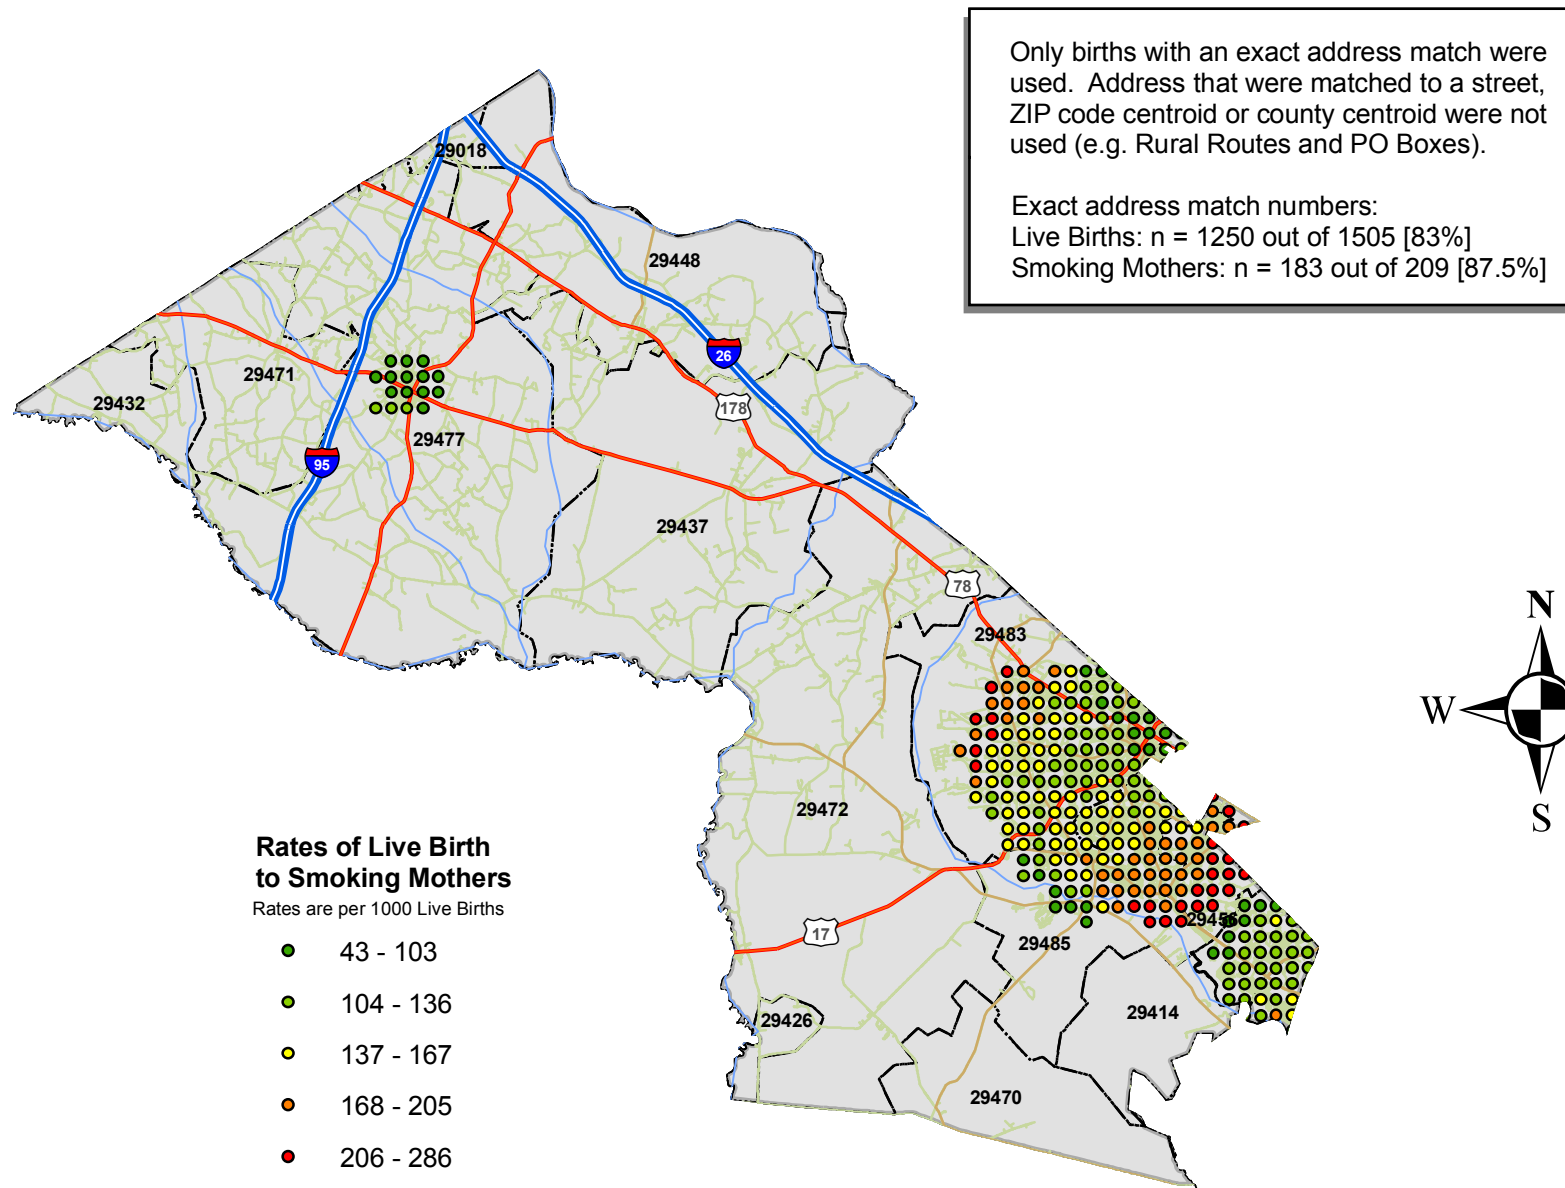 Only births with an exact address match were
used. Address that were matched to a street,
ZIP code centroid or county centroid were not
used (e.g. Rural Routes and PO Boxes).
Exact address match numbers:
Live Births: n = 1250 out of 1505 [83%]
Smoking Mothers: n = 183 out of 209 [87.5%]
29018
29448
26
29471
29432
178
29477
95
29437
78
29483
N
W
S
29472
29456
17
29485
29414
29426
29470
Rates of Live Birth
to Smoking Mothers
Rates are per 1000 Live Births
43 - 103
104 - 136
137 - 167
168 - 205
206 - 286